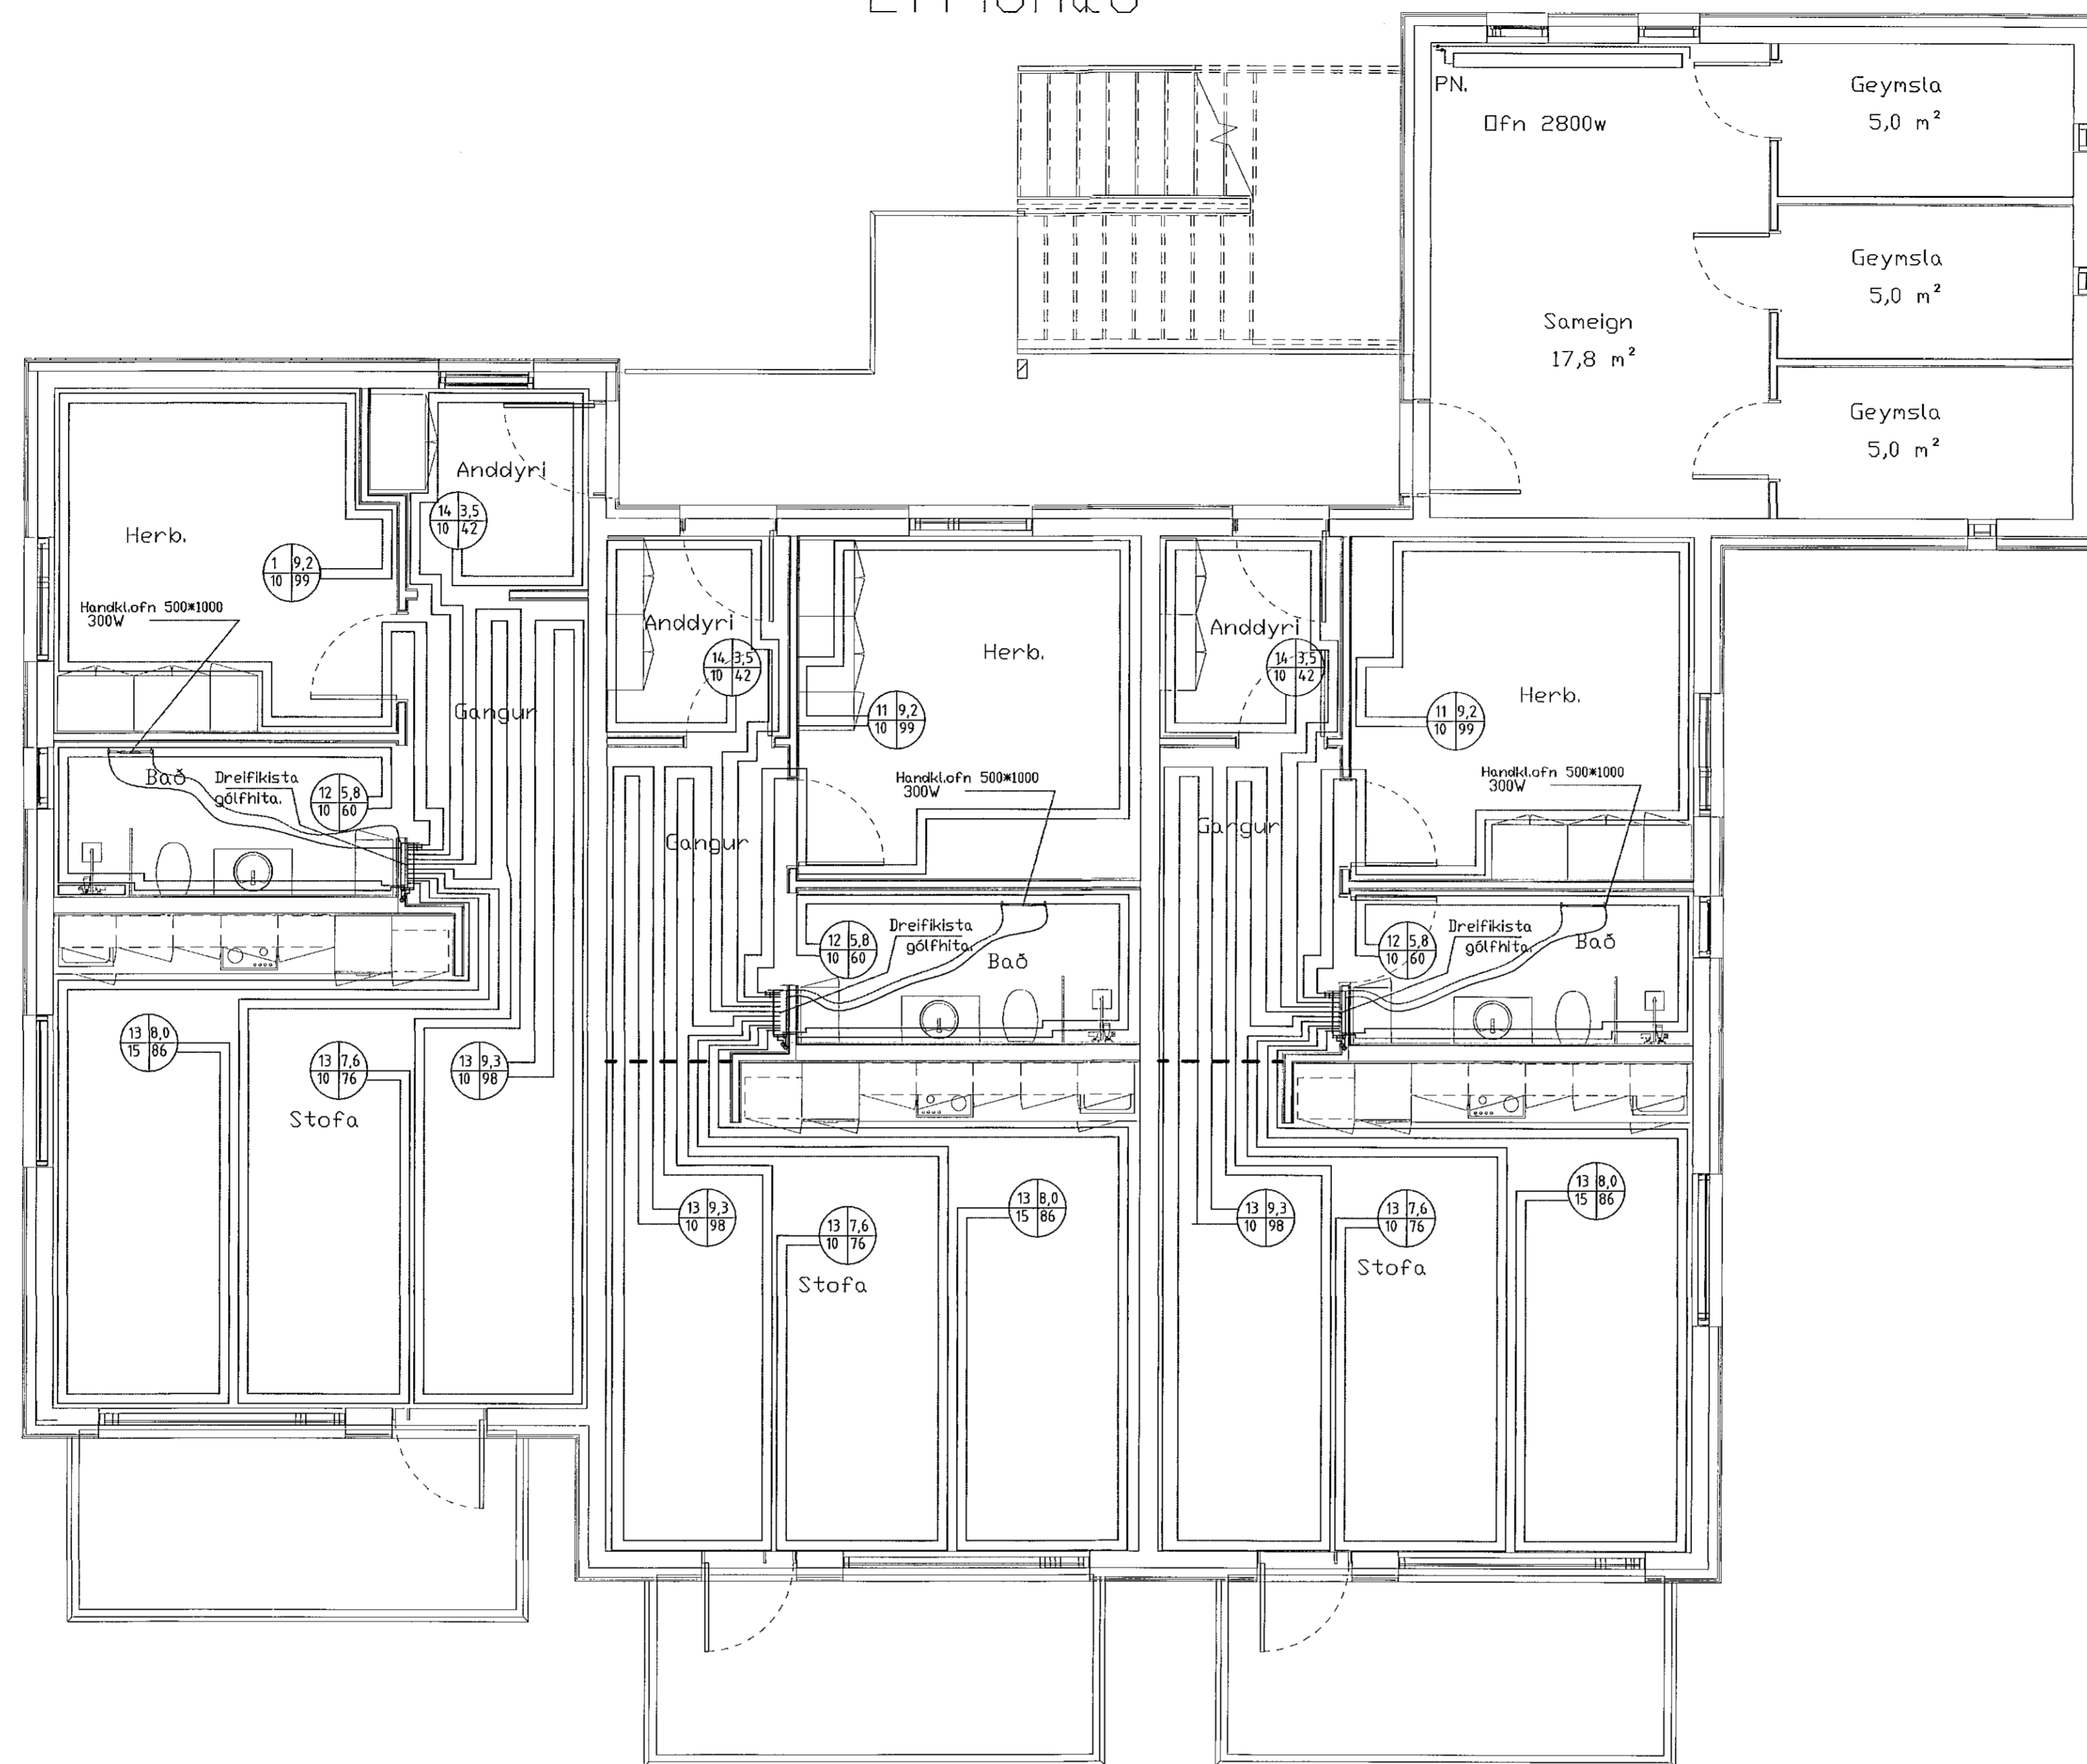 PN.
Ofn 2800w
Geymsla
5,0 m²
Geymsla
5,0 m²
Sameign
17,8 m²
Geymsla
5,0 m²
Anddyri
14 3,5
10 42
Herb.
1 9,2
10 99
Handkl.ofn 500*1000
300W
Gangur
Bað
Dreifikista
gólfhita.
12 5,8
10 60
13 8,0
15 86
13 7,6
10 76
13 9,3
10 98
Stofa
Anddyri
14 3,5
10 42
Herb.
11 9,2
10 99
Handkl.ofn 500*1000
300W
Gangur
12 5,8
10 60
Dreifikista
gólfhita.
Bað
13 9,3
10 98
13 7,6
10 76
13 8,0
15 86
Stofa
Anddyri
14 3,5
10 42
Herb.
11 9,2
10 99
Handkl.ofn 500*1000
300W
Gangur
12 5,8
10 60
Dreifikista
gólfhita.
Bað
13 9,3
10 98
13 7,6
10 76
13 8,0
15 86
Stofa